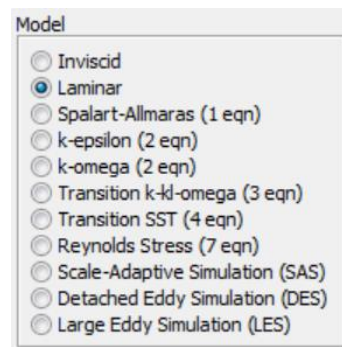 Model
Inviscid
Laminar
Spalart-Allmaras (1 eqn)
k-epsilon (2 eqn)
k-omega (2 eqn)
Transition k-kl-omega (3 eqn)
Transition SST (4 eqn)
Reynolds Stress (7 eqn)
Scale-Adaptive Simulation (SAS)
Detached Eddy Simulation (DES)
Large Eddy Simulation (LES)